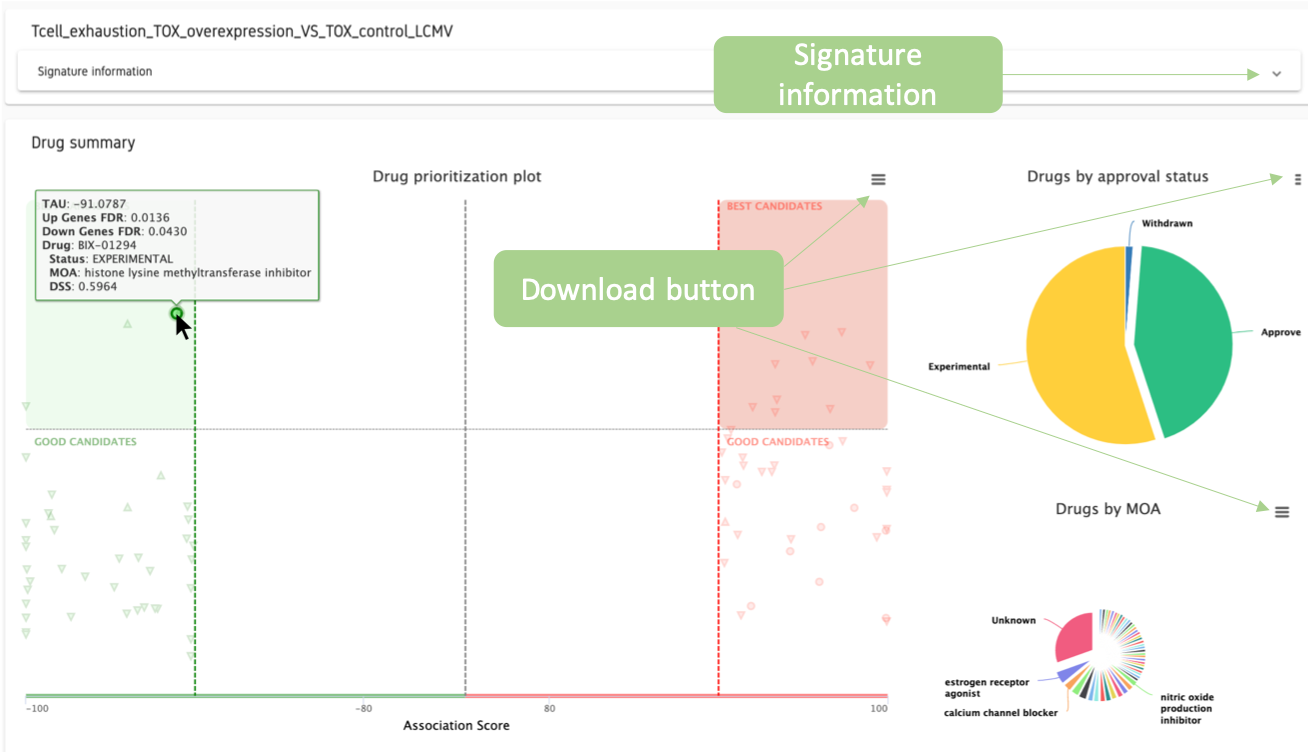 Tcell_exhaustion_TOX_overexpression_VS_TOX_control_LCMV
Signature information
Signature
information
Drug summary
Drug prioritization plot
Drugs by approval status
TAU: -91.0787
Up Genes FDR: 0.0136
Down Genes FDR: 0.0430
Drug: BIX-01294
Status: EXPERIMENTAL
MOA: histone lysine methyltransferase inhibitor
DSS: 0.5964
BEST CANDIDATES
Download button
Withdrawn
Approve
Experimental
GOOD CANDIDATES
GOOD CANDIDATES
Drugs by MOA
Unknown
estrogen receptor
agonist
calcium channel blocker
nitric oxide
production
inhibitor
-100
-80
80
100
Association Score